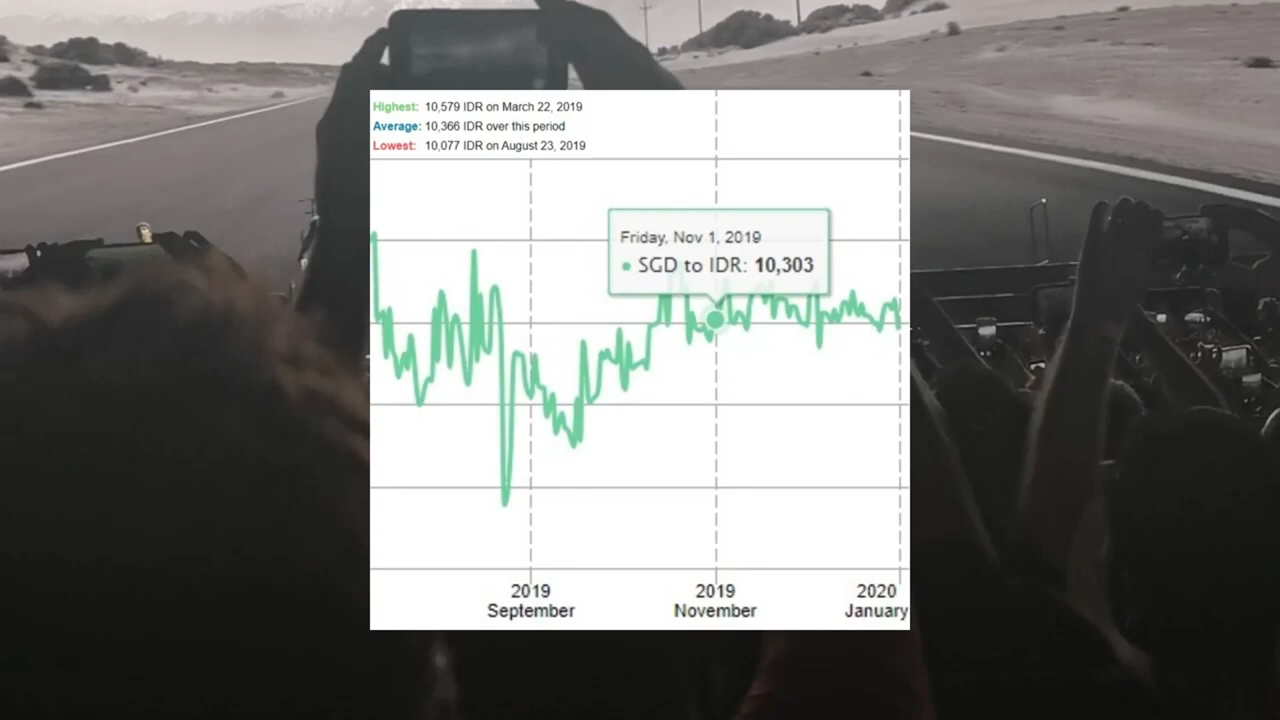 Highest: 10,579 IDR on March 22, 2019
Average: 10,366 IDR over this period
Lowest: 10,077 IDR on August 23, 2019
Friday, Nov 1, 2019
● SGD to IDR: 10,303
2019 2019 2020
September November January